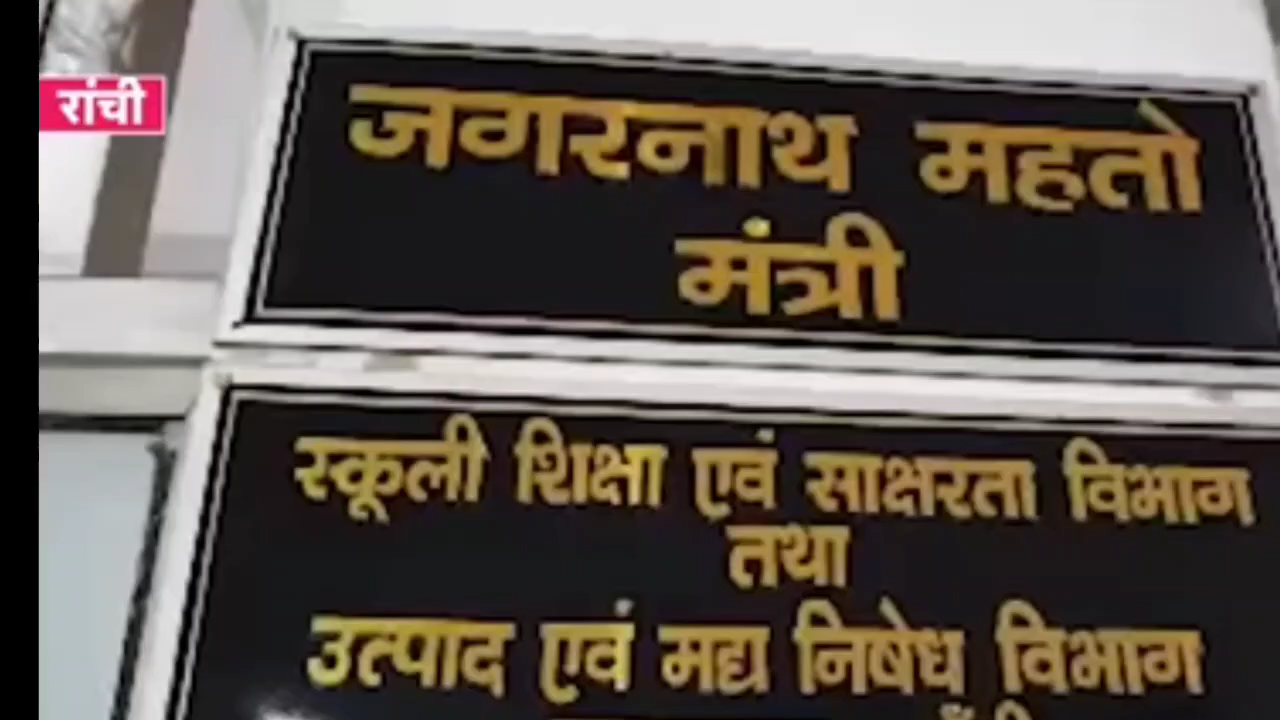 रांची
जगरनाथ महतो
मंत्री
स्कूली शिक्षा एवं साक्षरता विभाग
तथा
उत्पाद एवं मद्य निषेध विभाग